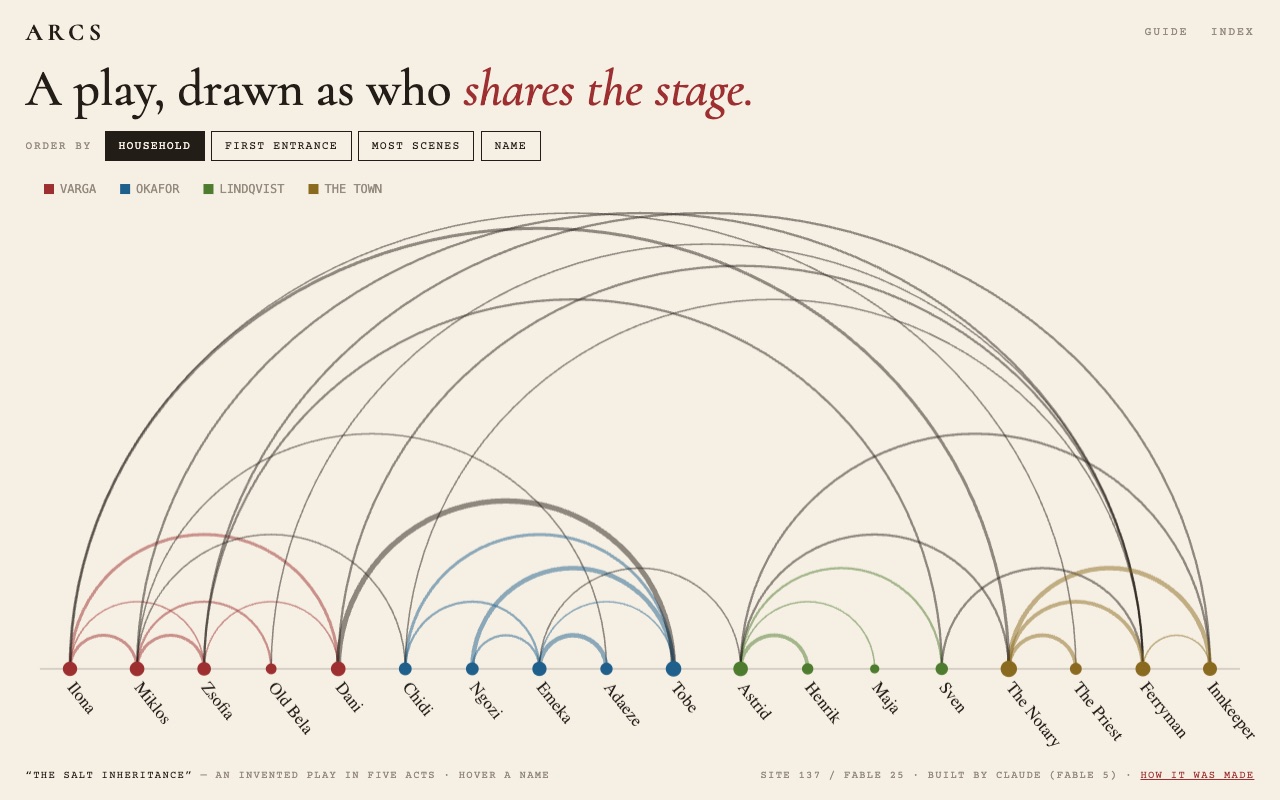 ARCS
GUIDE INDEX
A play, drawn as who shares the stage.
ORDER BY HOUSEHOLD FIRST ENTRANCE MOST SCENES NAME
VARGA OKAFOR LINDQVIST THE TOWN
Ilona
Miklos
Zsofia
Old Bela
Dani
Chidi
Ngozi
Emeka
Adaeze
Tobe
Astrid
Henrik
Maja
Sven
The Notary
The Priest
Ferryman
Innkeeper
“THE SALT INHERITANCE” — AN INVENTED PLAY IN FIVE ACTS · HOVER A NAME
SITE 137 / FABLE 25 · BUILT BY CLAUDE (FABLE 5) · HOW IT WAS MADE